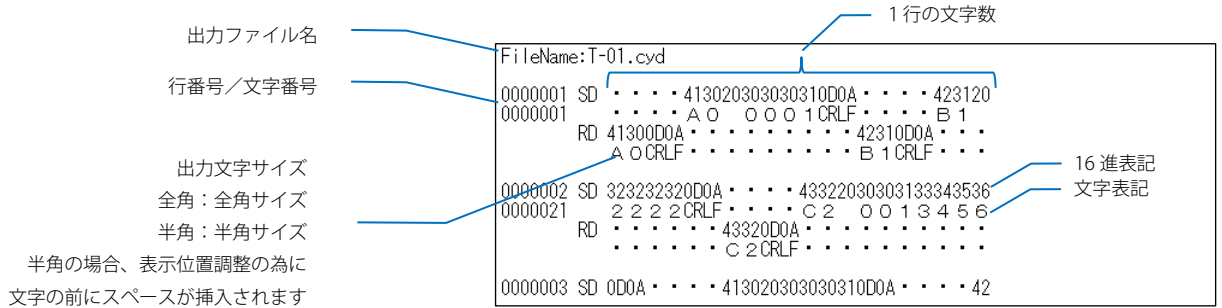 1 行の文字数
出力ファイル名
行番号／文字番号
出力文字サイズ
全角：全角サイズ
半角：半角サイズ
半角の場合、表示位置調整の為に
文字の前にスペースが挿入されます
FileName:T-01.cyd
0000001 SD ・・・・413020303030310D0A・・・・423120
0000001 ・・・・Ａ０　０００１CRLF・・・・Ｂ１
RD 41300D0A・・・・・・・・・・42310D0A・・・
Ａ０CRLF・・・・・・・・・・Ｂ１CRLF・・・
0000002 SD 323232320D0A・・・・43322030303133343536
0000021 ２２２２CRLF・・・・Ｃ２　００１３４５６
RD ・・・・・・43320D0A・・・・・・・・・・
・・・・・・Ｃ２CRLF・・・・・・・・・・
0000003 SD 0D0A・・・・413020303030310D0A・・・・42
16 進表記
文字表記